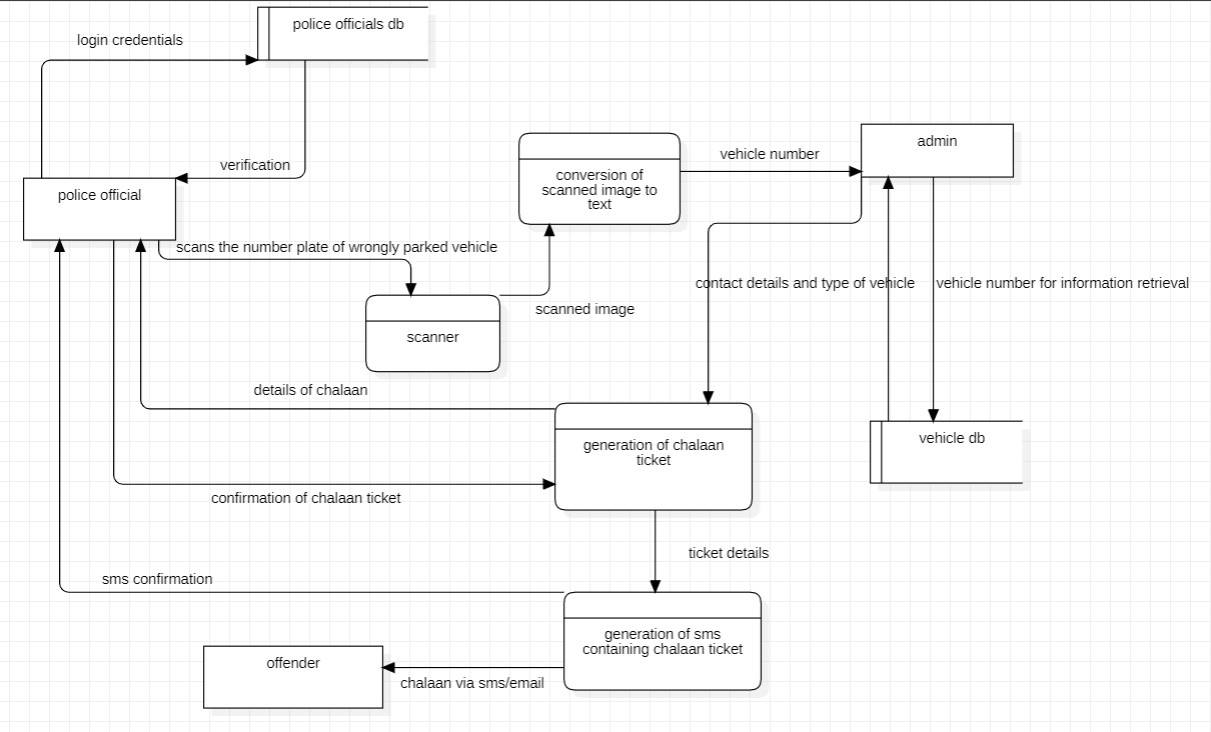 police officials db
login credentials
verification
police official
conversion of
scanned image to
text
vehicle number
admin
scans the number plate of wrongly parked vehicle
scanned image
scanner
contact details and type of vehicle
vehicle number for information retrieval
details of chalaan
generation of chalaan
ticket
vehicle db
confirmation of chalaan ticket
ticket details
sms confirmation
generation of sms
containing chalaan ticket
offender
chalaan via sms/email